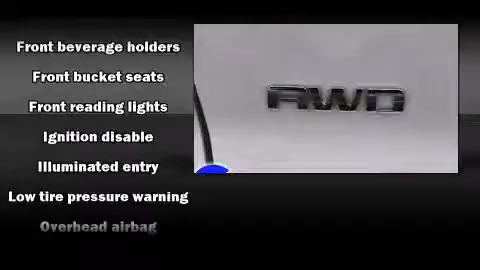 Front beverage holders
Front bucket seats
Front reading lights
Ignition disable
Illuminated entry
Low tire pressure warning
Overhead airbag
AWD